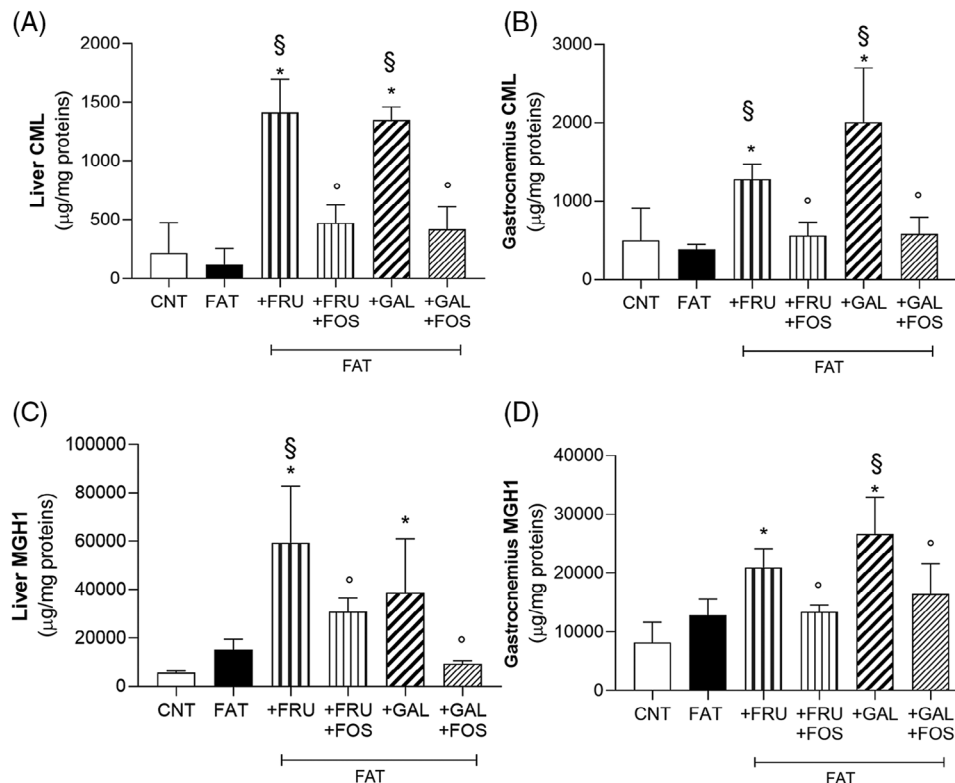 (A)
Liver CML
(µg/mg proteins)
2000
1500
1000
500
0
§
*
°
§
*
°
CNT FAT +FRU +FRU +GAL +GAL
+FOS +FOS
FAT
(B)
Gastrocnemius CML
(µg/mg proteins)
3000
2000
1000
0
§
*
°
§
*
°
CNT FAT +FRU +FRU +GAL +GAL
+FOS +FOS
FAT
(C)
Liver MGH1
(µg/mg proteins)
100000
80000
60000
40000
20000
0
§
*
°
*
°
CNT FAT +FRU +FRU +GAL +GAL
+FOS +FOS
FAT
(D)
Gastrocnemius MGH1
(µg/mg proteins)
40000
30000
20000
10000
0
*
°
§
*
°
CNT FAT +FRU +FRU +GAL +GAL
+FOS +FOS
FAT